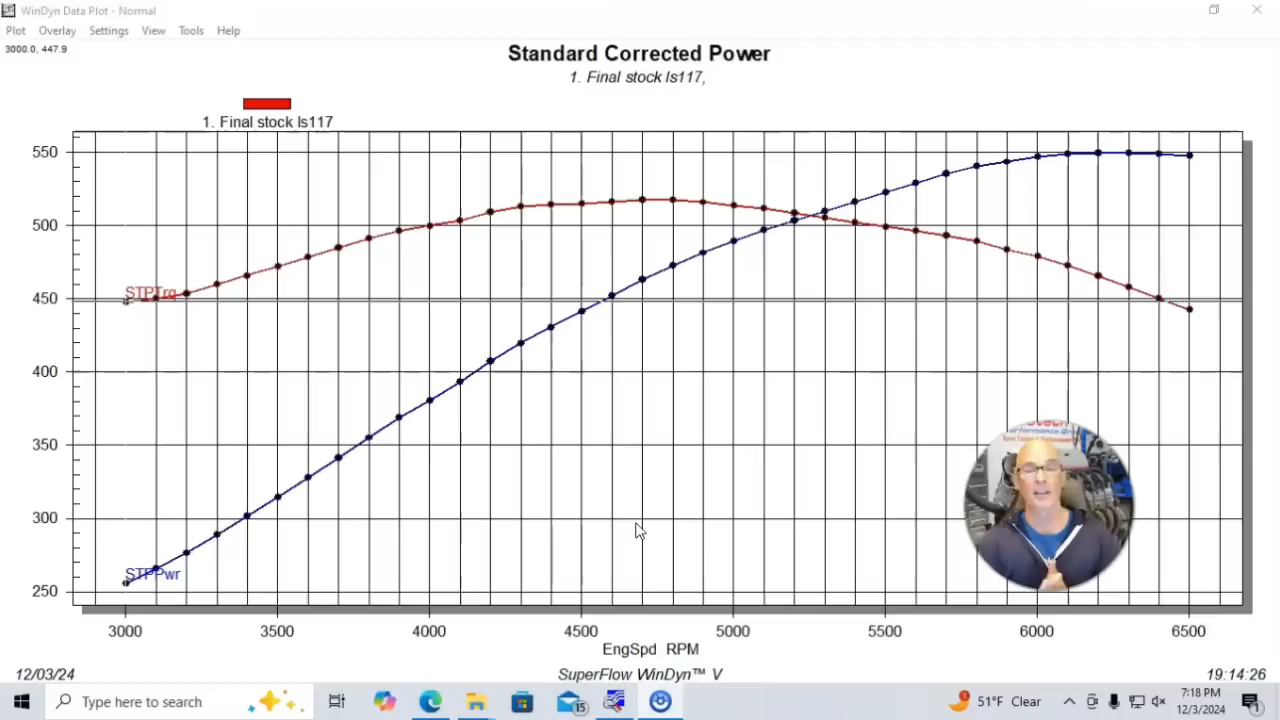 WinDyn Data Plot - Normal
Plot Overlay Settings View Tools Help
3000.0, 447.9
Standard Corrected Power
1. Final stock ls117,
1. Final stock ls117
550
500
450
400
350
300
250
STPTrq
STPPwr
3000 3500 4000 4500 5000 5500 6000 6500
EngSpd RPM
12/03/24 SuperFlow WinDyn™ V 19:14:26
Type here to search
15
51°F Clear
7:18 PM
12/3/2024
1